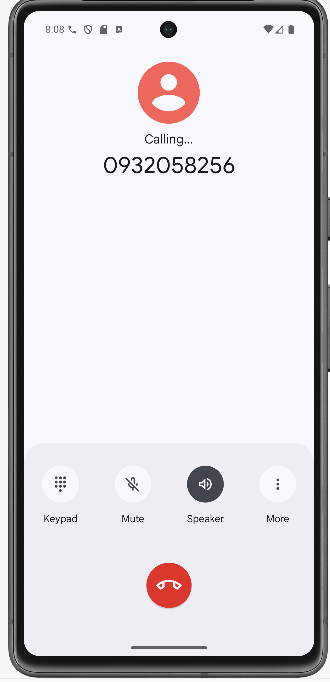 8:08
Calling...
0932058256
Keypad
Mute
Speaker
More